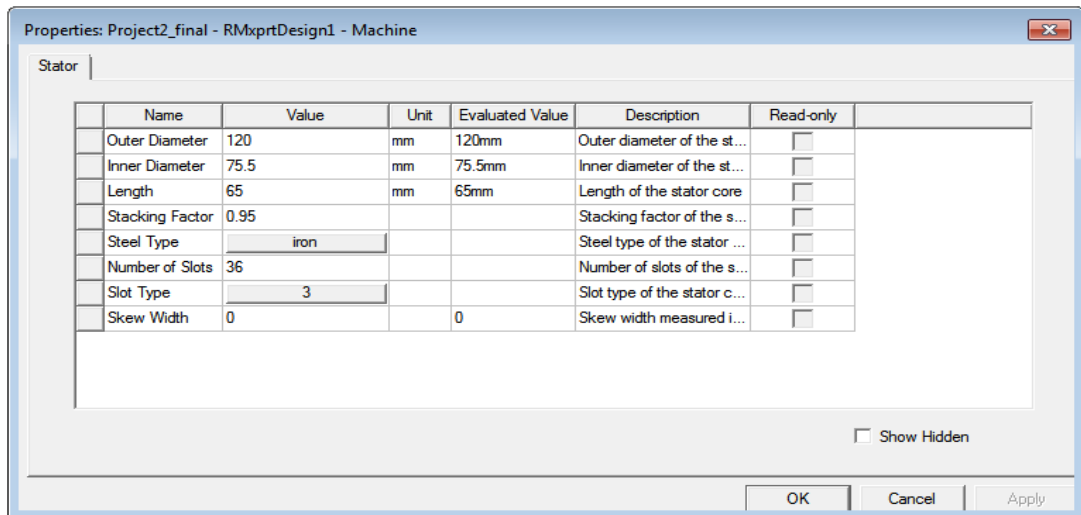 Properties: Project2_final - RMxprtDesign1 - Machine
Stator
Name Value Unit Evaluated Value Description Read-only
Outer Diameter 120 mm 120mm Outer diameter of the st...
Inner Diameter 75.5 mm 75.5mm Inner diameter of the st...
Length 65 mm 65mm Length of the stator core
Stacking Factor 0.95 Stacking factor of the s...
Steel Type iron Steel type of the stator ...
Number of Slots 36 Number of slots of the s...
Slot Type 3 Slot type of the stator c...
Skew Width 0 0 Skew width measured i...
Show Hidden
OK Cancel Apply